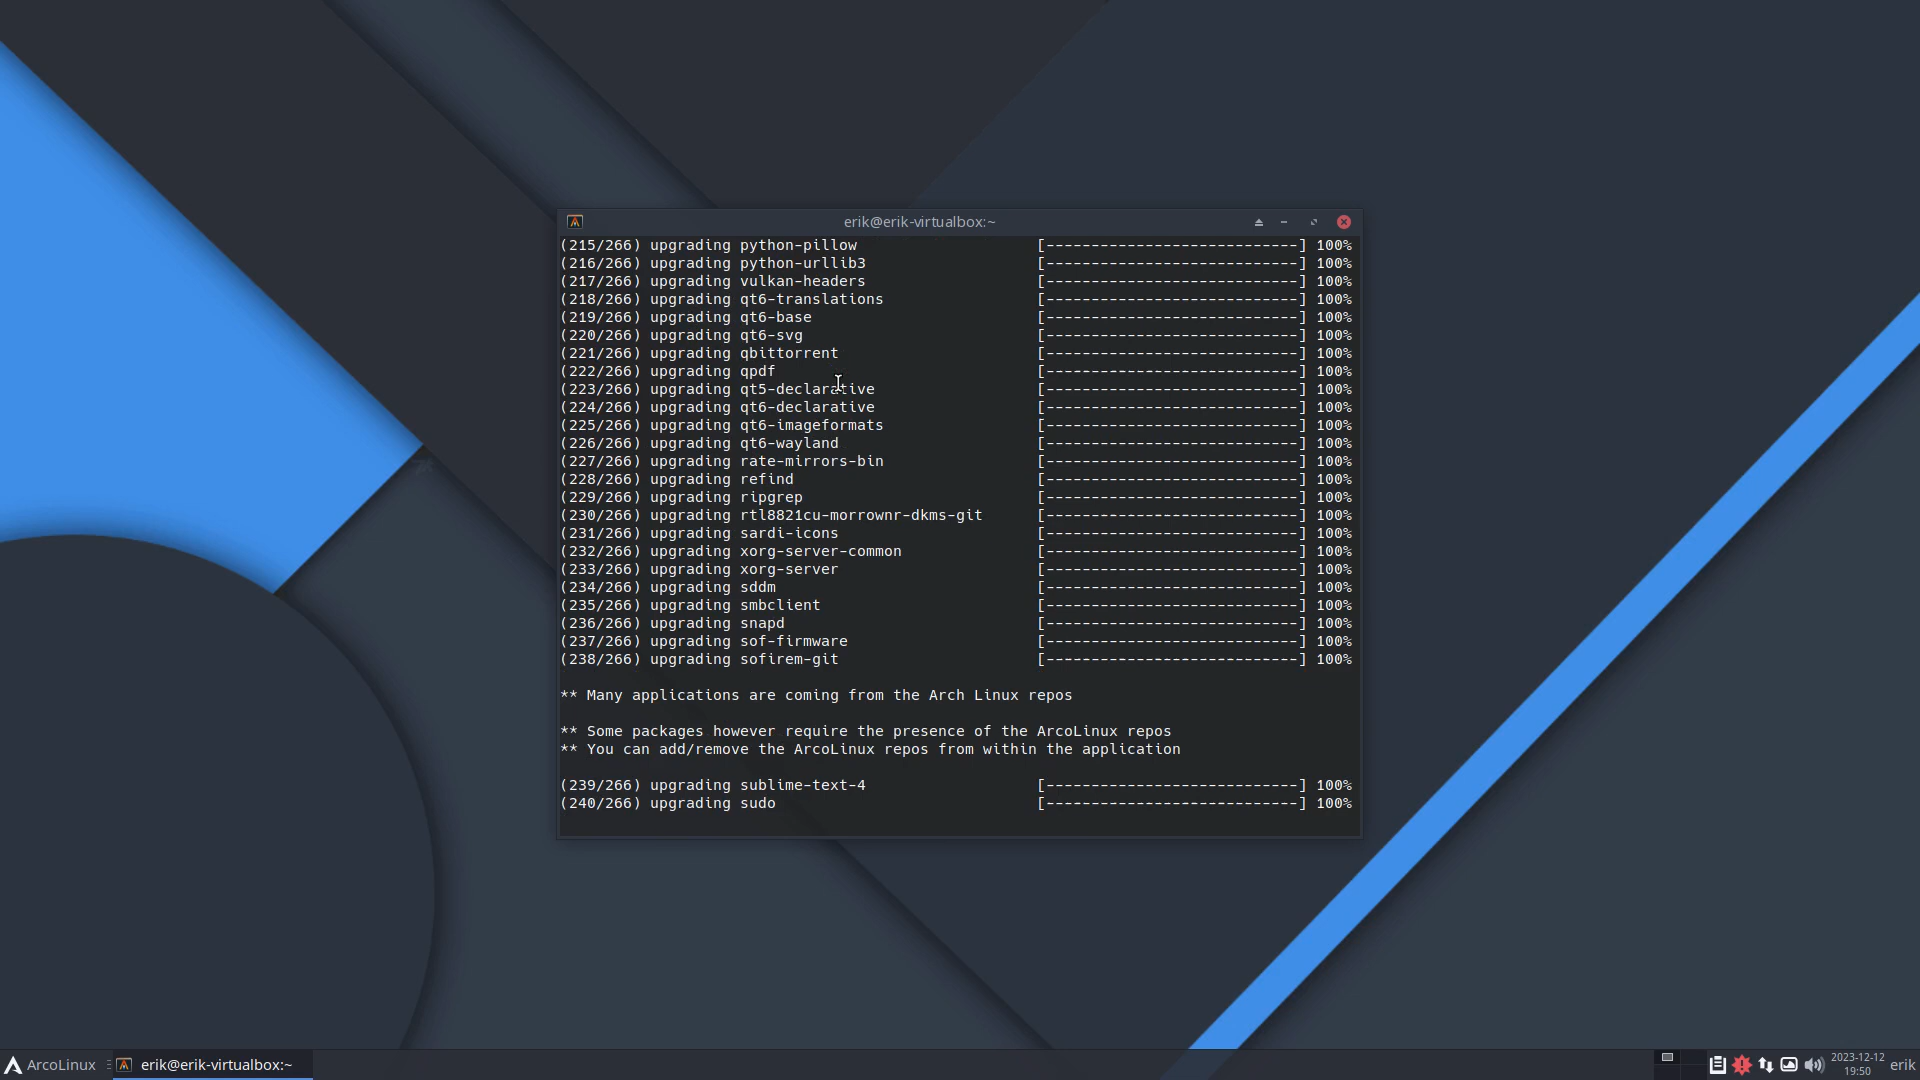 erik@erik-virtualbox:~
(215/266) upgrading python-pillow [----------------------------] 100%
(216/266) upgrading python-urllib3 [----------------------------] 100%
(217/266) upgrading vulkan-headers [----------------------------] 100%
(218/266) upgrading qt6-translations [----------------------------] 100%
(219/266) upgrading qt6-base [----------------------------] 100%
(220/266) upgrading qt6-svg [----------------------------] 100%
(221/266) upgrading qbittorrent [----------------------------] 100%
(222/266) upgrading qpdf [----------------------------] 100%
(223/266) upgrading qt5-declarative [----------------------------] 100%
(224/266) upgrading qt6-declarative [----------------------------] 100%
(225/266) upgrading qt6-imageformats [----------------------------] 100%
(226/266) upgrading qt6-wayland [----------------------------] 100%
(227/266) upgrading rate-mirrors-bin [----------------------------] 100%
(228/266) upgrading refind [----------------------------] 100%
(229/266) upgrading ripgrep [----------------------------] 100%
(230/266) upgrading rtl8821cu-morrownr-dkms-git [----------------------------] 100%
(231/266) upgrading sardi-icons [----------------------------] 100%
(232/266) upgrading xorg-server-common [----------------------------] 100%
(233/266) upgrading xorg-server [----------------------------] 100%
(234/266) upgrading sddm [----------------------------] 100%
(235/266) upgrading smbclient [----------------------------] 100%
(236/266) upgrading snapd [----------------------------] 100%
(237/266) upgrading sof-firmware [----------------------------] 100%
(238/266) upgrading sofirem-git [----------------------------] 100%
** Many applications are coming from the Arch Linux repos
** Some packages however require the presence of the ArcoLinux repos
** You can add/remove the ArcoLinux repos from within the application
(239/266) upgrading sublime-text-4 [----------------------------] 100%
(240/266) upgrading sudo [----------------------------] 100%
ArcoLinux erik@erik-virtualbox:~ 2023-12-12 erik
19:50